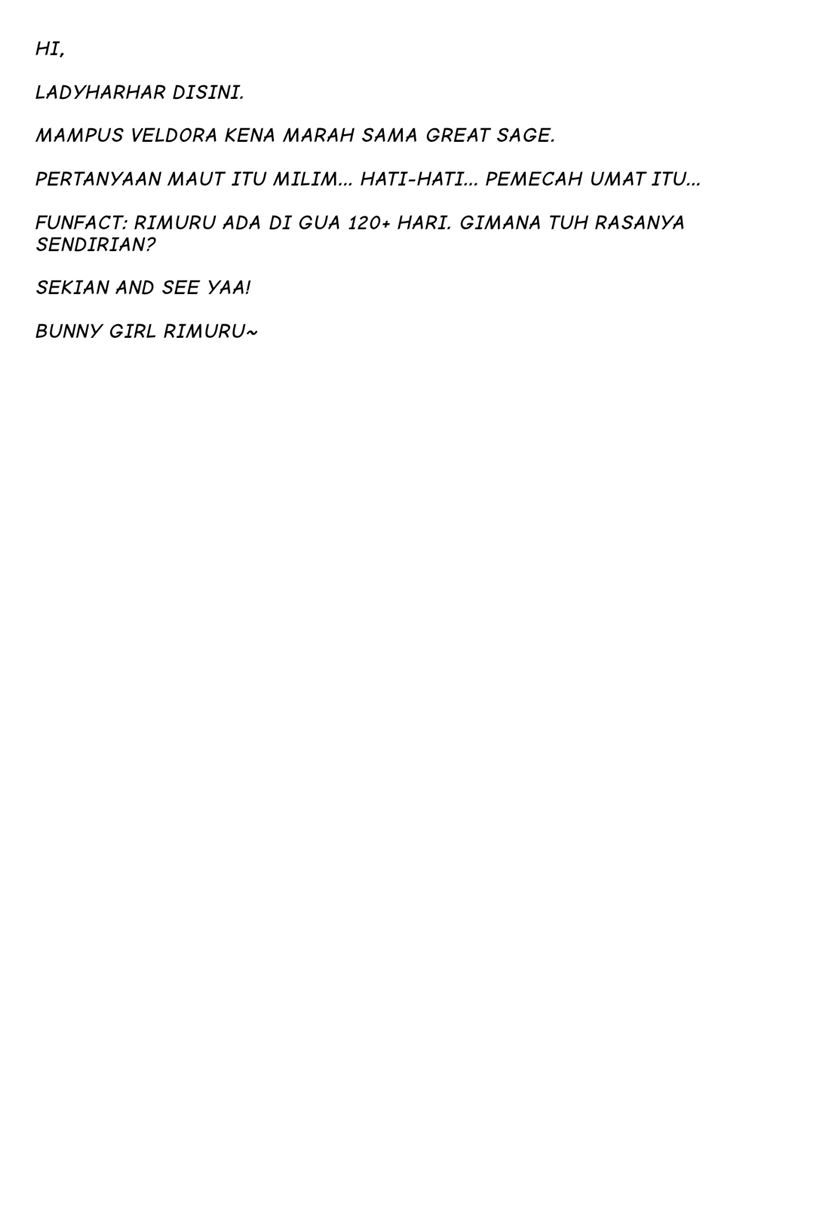 HI,
LADYHARHAR DISINI.
MAMPUS VELDORA KENA MARAH SAMA GREAT SAGE.
PERTANYAAN MAUT ITU MILIM... HATI-HATI... PEMECAH UMAT ITU...
FUNFACT: RIMURU ADA DI GUA 120+ HARI. GIMANA TUH RASANYA
SENDIRIAN?
SEKIAN AND SEE YAA!
BUNNY GIRL RIMURU~